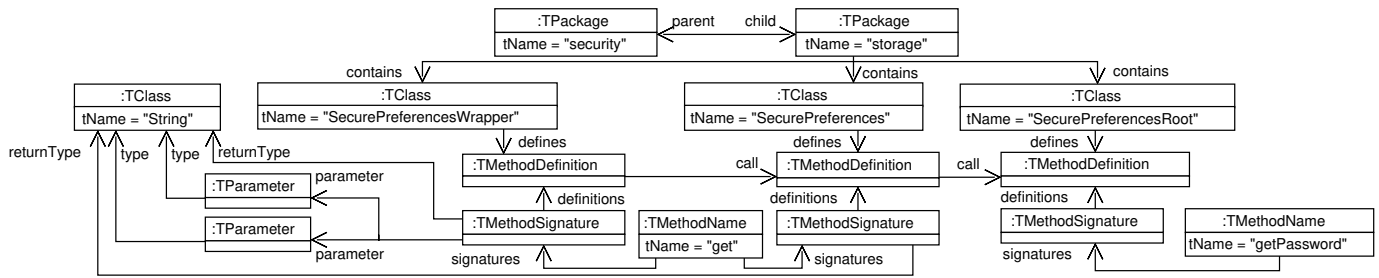 :TPackage
parent
child
:TPackage
tName = "security"
tName = "storage"
contains
contains
contains
:TClass
:TClass
:TClass
:TClass
tName = "String"
tName = "SecurePreferencesWrapper"
tName = "SecurePreferences"
tName = "SecurePreferencesRoot"
returnType
type
type
returnType
defines
defines
defines
:TMethodDefinition
call
:TMethodDefinition
call
:TMethodDefinition
:TParameter
parameter
definitions
definitions
definitions
:TParameter
:TMethodSignature
:TMethodName
:TMethodSignature
:TMethodSignature
:TMethodName
tName = "get"
tName = "getPassword"
parameter
signatures
signatures
signatures